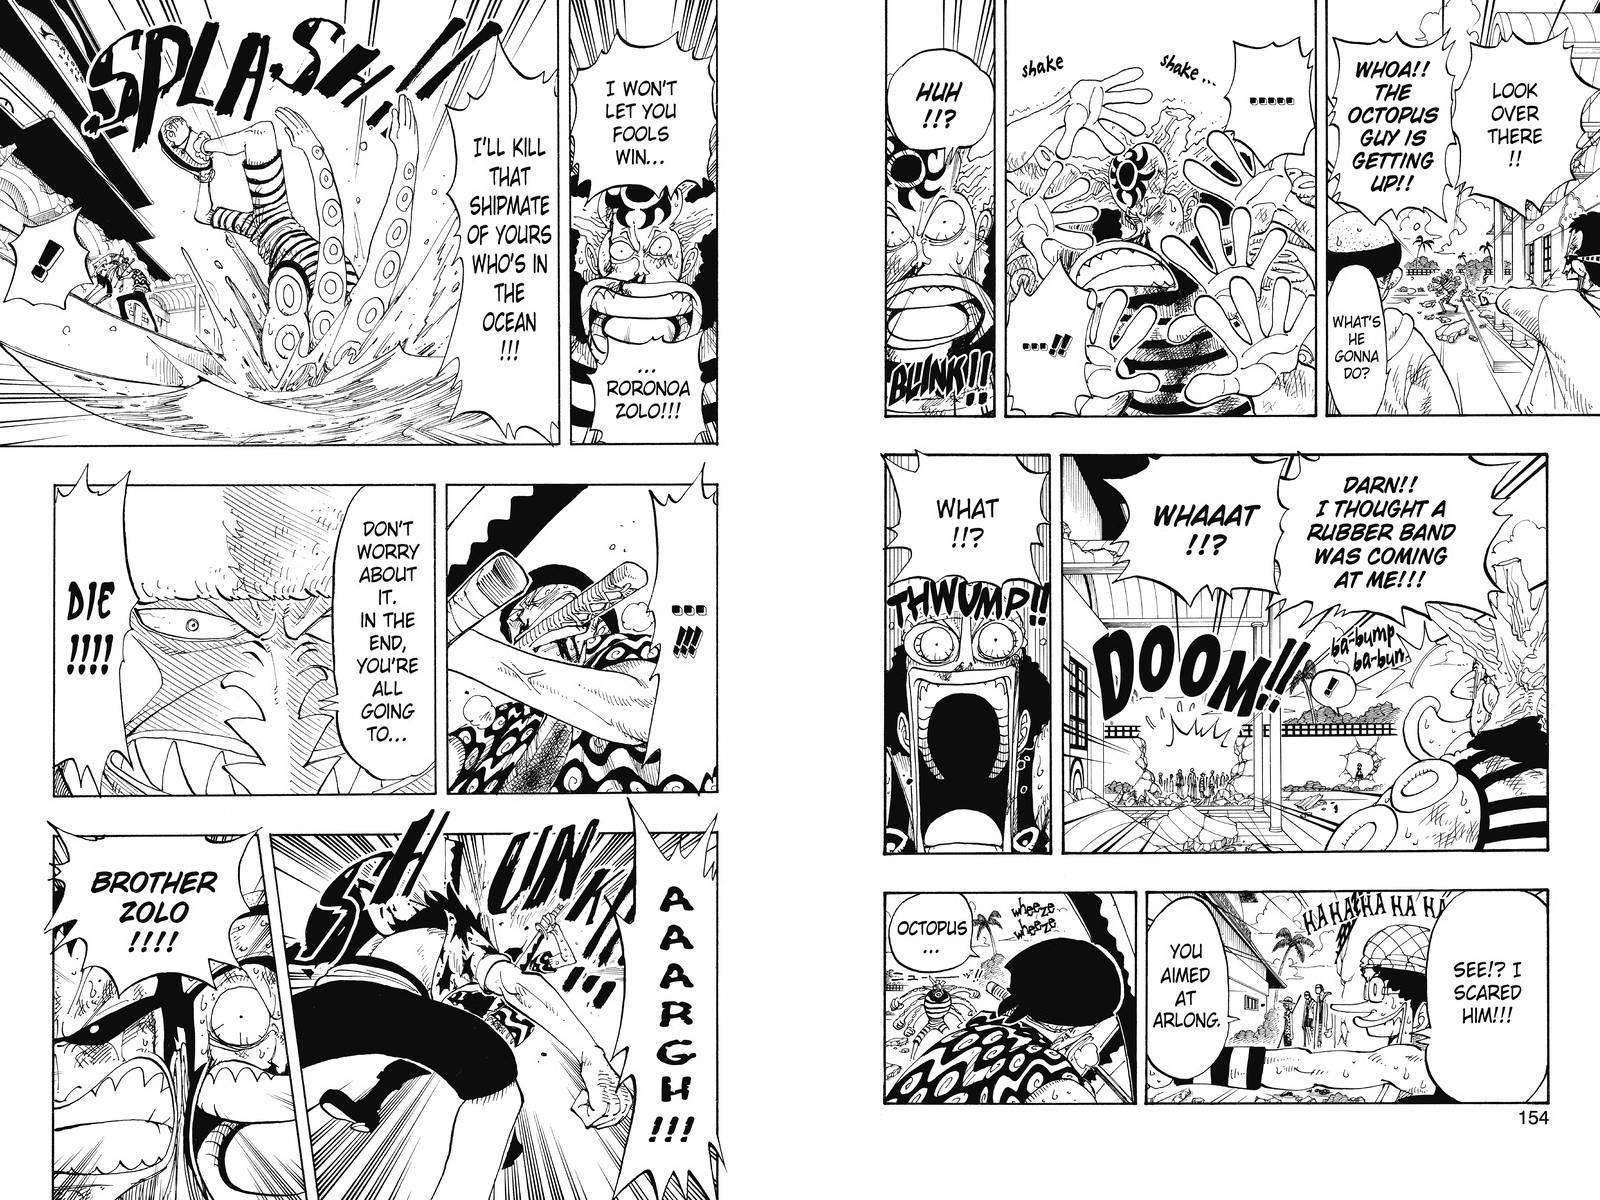 LOOK
OVER
THERE
!!
WHOA!!
THE
OCTOPUS
GUY IS
GETTING
UP!!
WHAT'S
HE
GONNA
DO?
......
shake...
shake
...!!
HUH
!!?
BLINK!!
DARN!!
I THOUGHT A
RUBBER BAND
WAS COMING
AT ME!!!
ba-bump
ba-bun.
!
WHAAAT
!!?
DOOM!!
WHAT
!!?
THWUMP!!
SEE!? I
SCARED
HIM!!!
HA HA HA HA HA
YOU
AIMED
AT
ARLONG.
wheeze
wheeze
OCTOPUS
...
154
I WON'T
LET YOU
FOOLS
WIN...
...
RORONOA
ZOLO!!!
I'LL KILL
THAT
SHIPMATE
OF YOURS
WHO'S IN
THE
OCEAN
!!!
SPLASH!!
!!
...
!!!
DON'T
WORRY
ABOUT
IT.
IN THE
END,
YOU'RE
ALL
GOING
TO...
DIE
!!!!
AAARGH!!!
SHUNK!!
BROTHER
ZOLO
!!!!